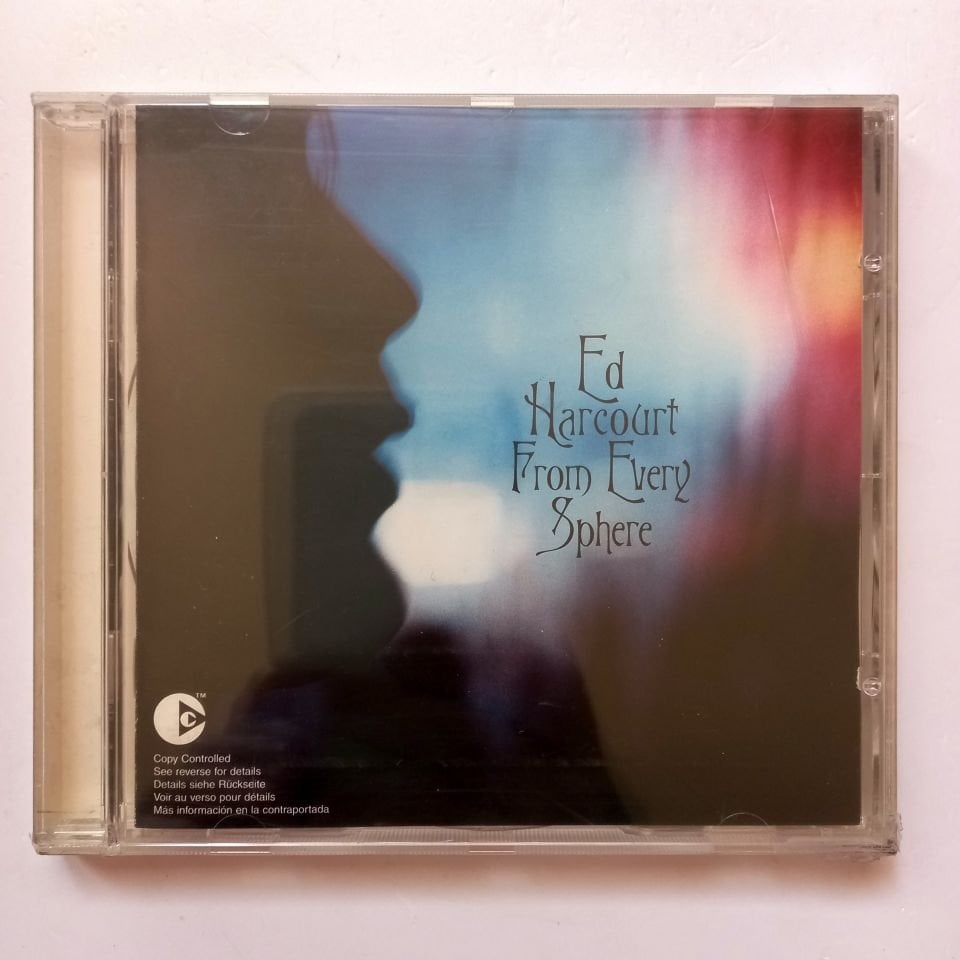 Ed
Harcourt
From Every
Sphere
TM
C
Copy Controlled
See reverse for details
Details siehe Rückseite
Voir au verso pour détails
Más información en la contraportada